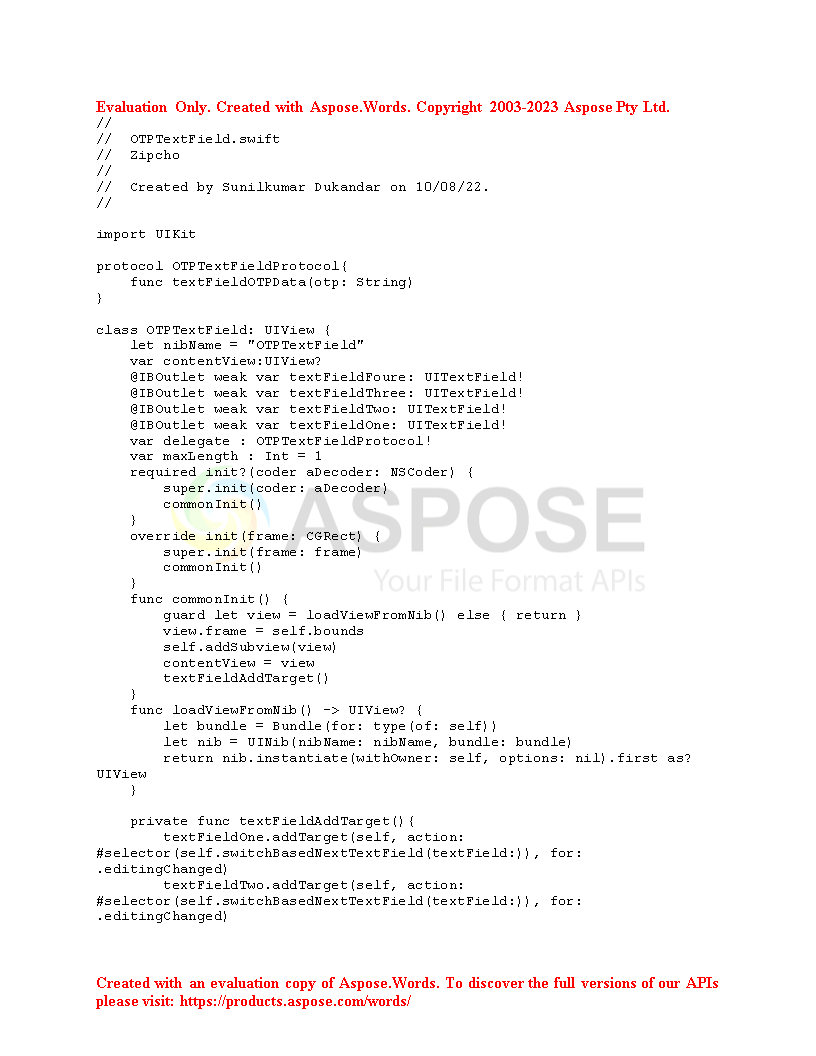 Evaluation Only. Created with Aspose.Words. Copyright 2003-2023 Aspose Pty Ltd.
//
//  OTPTextField.swift
//  Zipcho
//
//  Created by Sunilkumar Dukandar on 10/08/22.
//

import UIKit

protocol OTPTextFieldProtocol{
    func textFieldOTPData(otp: String)
}

class OTPTextField: UIView {
    let nibName = "OTPTextField"
    var contentView:UIView?
    @IBOutlet weak var textFieldFoure: UITextField!
    @IBOutlet weak var textFieldThree: UITextField!
    @IBOutlet weak var textFieldTwo: UITextField!
    @IBOutlet weak var textFieldOne: UITextField!
    var delegate : OTPTextFieldProtocol!
    var maxLength : Int = 1
    required init?(coder aDecoder: NSCoder) {
        super.init(coder: aDecoder)
        commonInit()
    }
    override init(frame: CGRect) {
        super.init(frame: frame)
        commonInit()
    }
    func commonInit() {
        guard let view = loadViewFromNib() else { return }
        view.frame = self.bounds
        self.addSubview(view)
        contentView = view
        textFieldAddTarget()
    }
    func loadViewFromNib() -> UIView? {
        let bundle = Bundle(for: type(of: self))
        let nib = UINib(nibName: nibName, bundle: bundle)
        return nib.instantiate(withOwner: self, options: nil).first as?
UIView
    }

    private func textFieldAddTarget(){
        textFieldOne.addTarget(self, action:
#selector(self.switchBasedNextTextField(textField:)), for:
.editingChanged)
        textFieldTwo.addTarget(self, action:
#selector(self.switchBasedNextTextField(textField:)), for:
.editingChanged)
ASPOSE
Your File Format APIs
Created with an evaluation copy of Aspose.Words. To discover the full versions of our APIs
please visit: https://products.aspose.com/words/